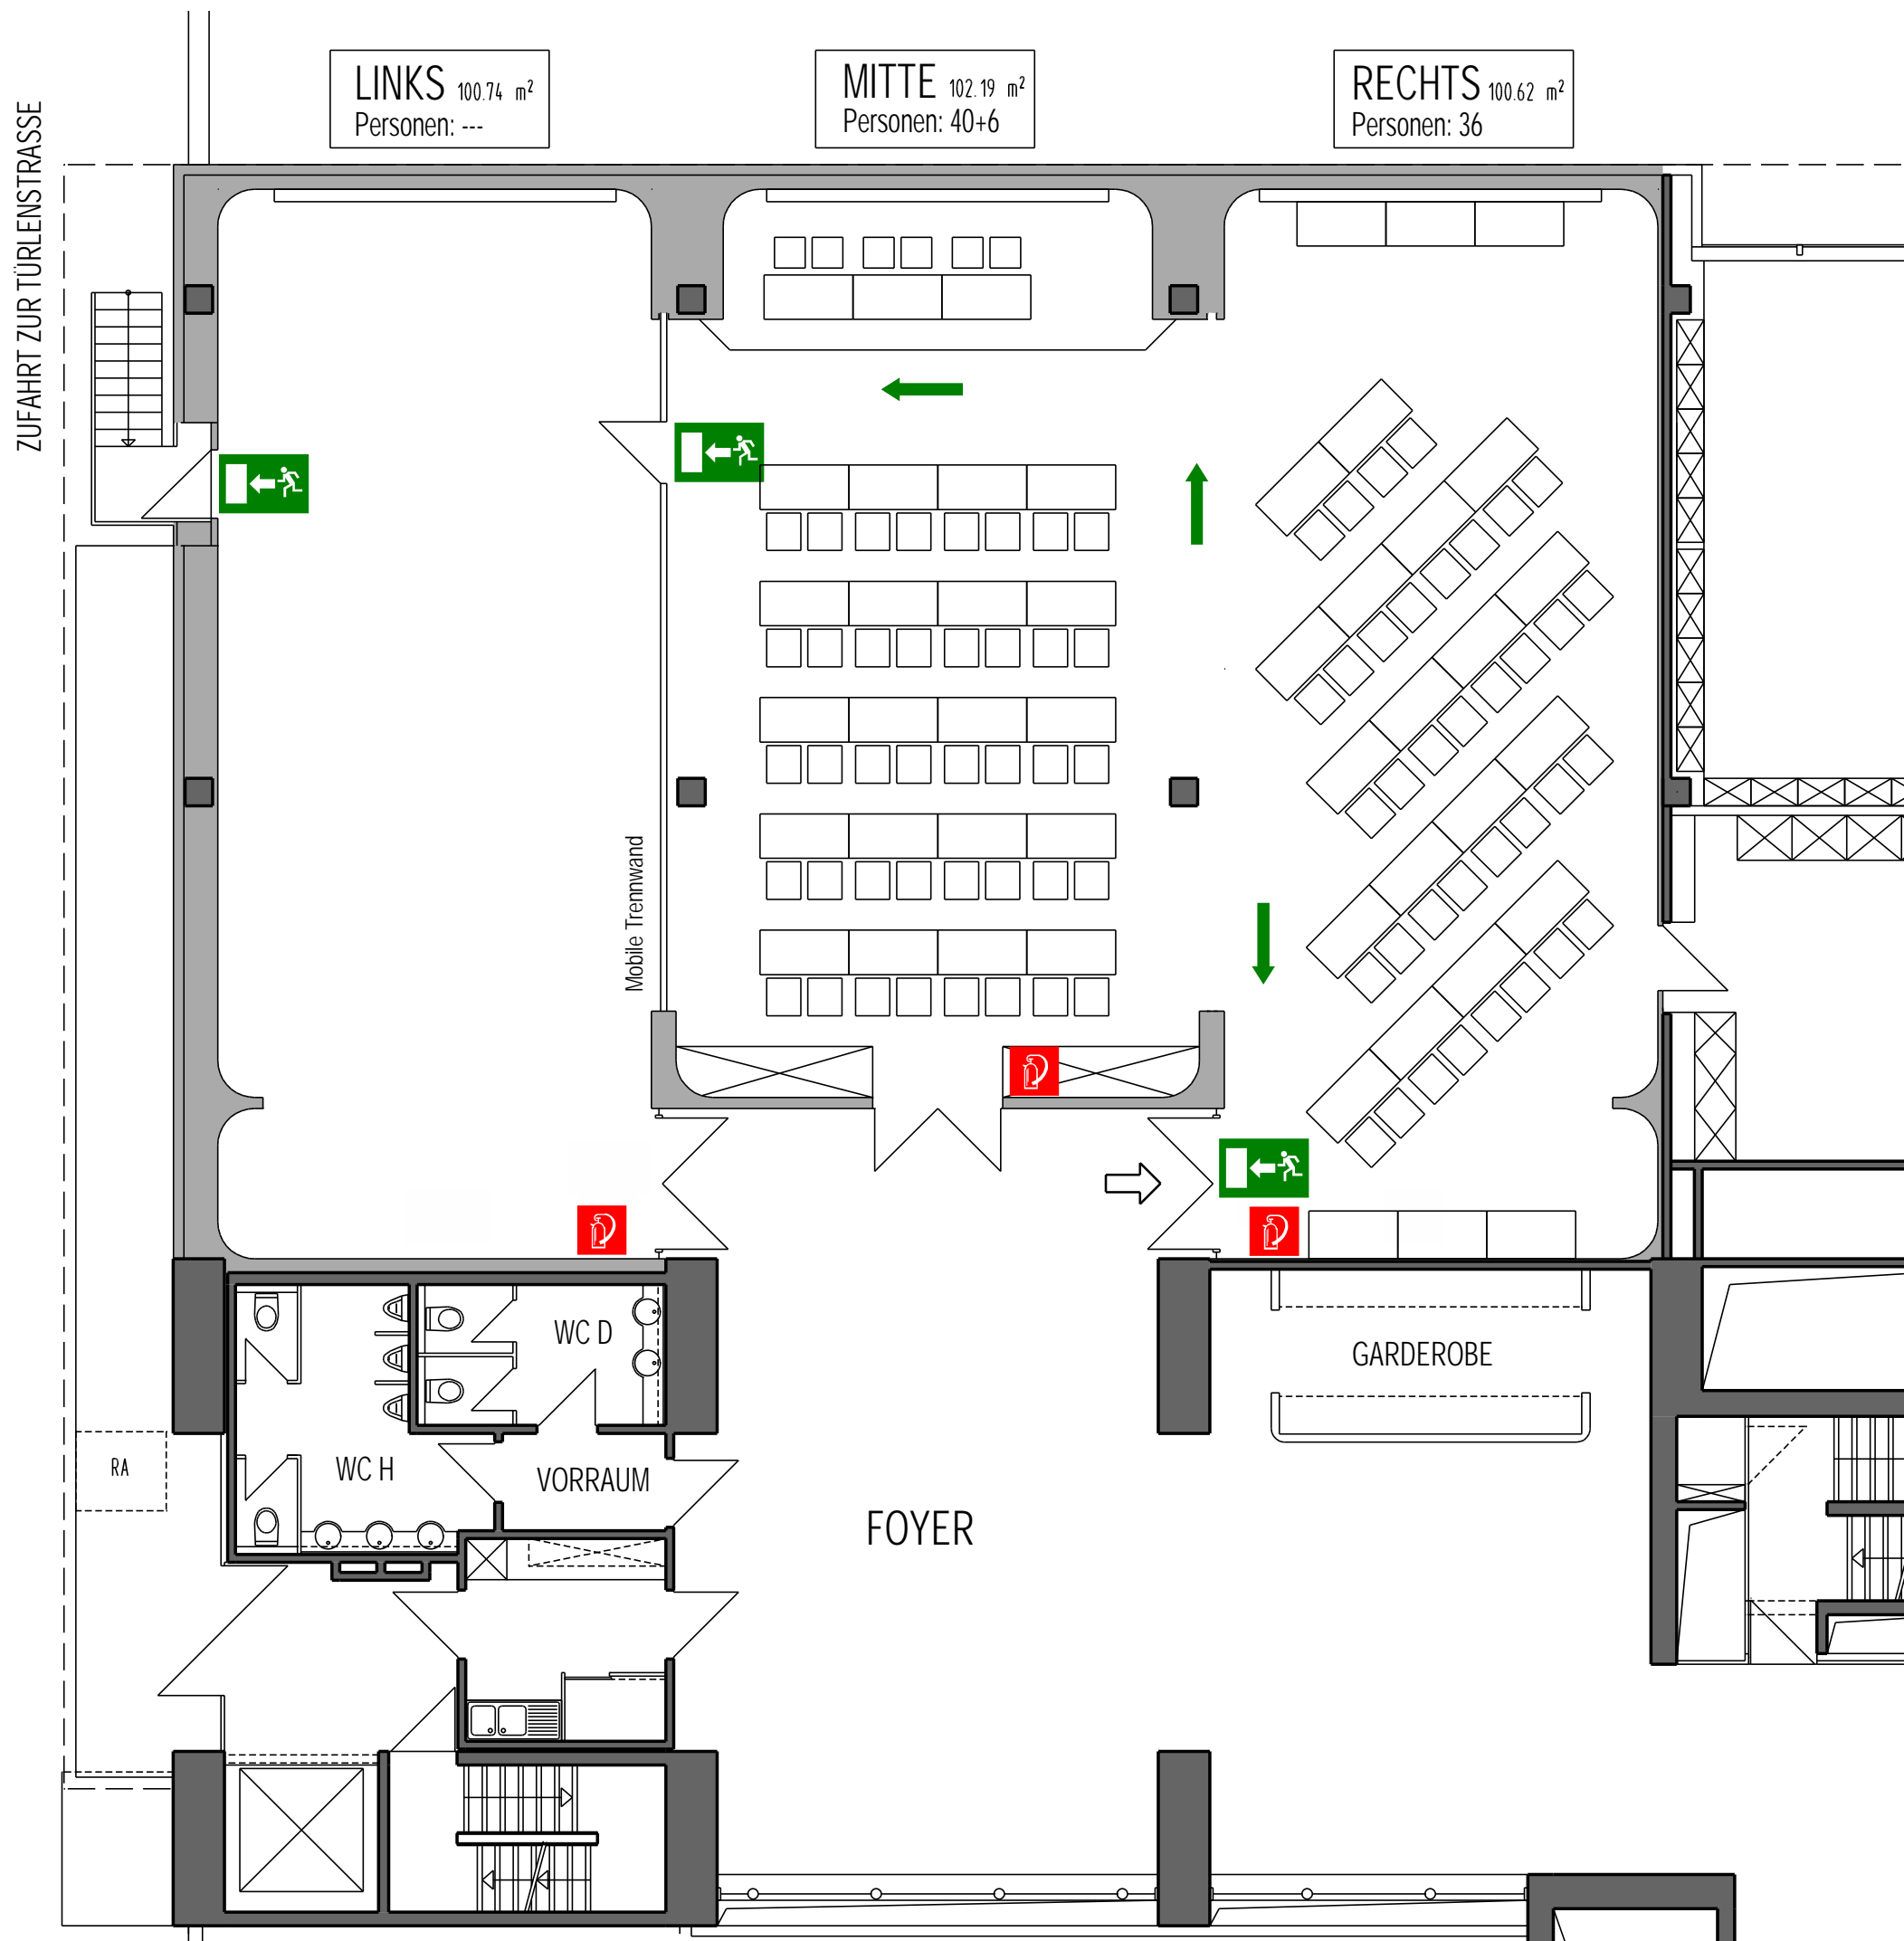 LINKS 100.74 m²
Personen: ---
MITTE 102.19 m²
Personen: 40+6
RECHTS 100.62 m²
Personen: 36
ZUFAHRT ZUR TÜRLENSTRASSE
Mobile Trennwand
WC D
GARDEROBE
WC H
VORRAUM
RA
FOYER